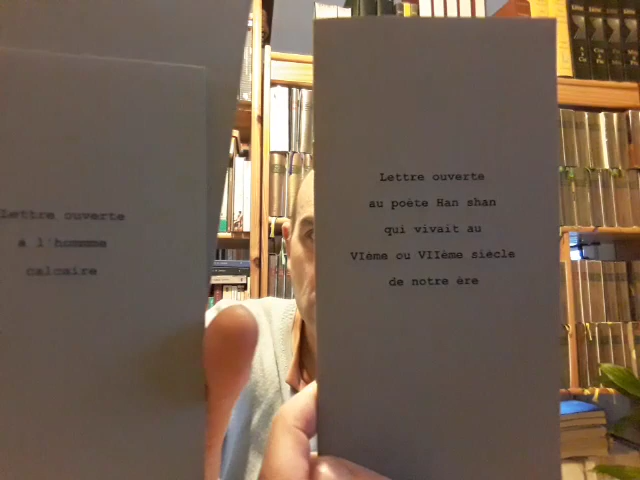 Lettre ouverte
à l'hommme
calcaire
Lettre ouverte
au poète Han shan
qui vivait au
VIème ou VIIème siècle
de notre ère